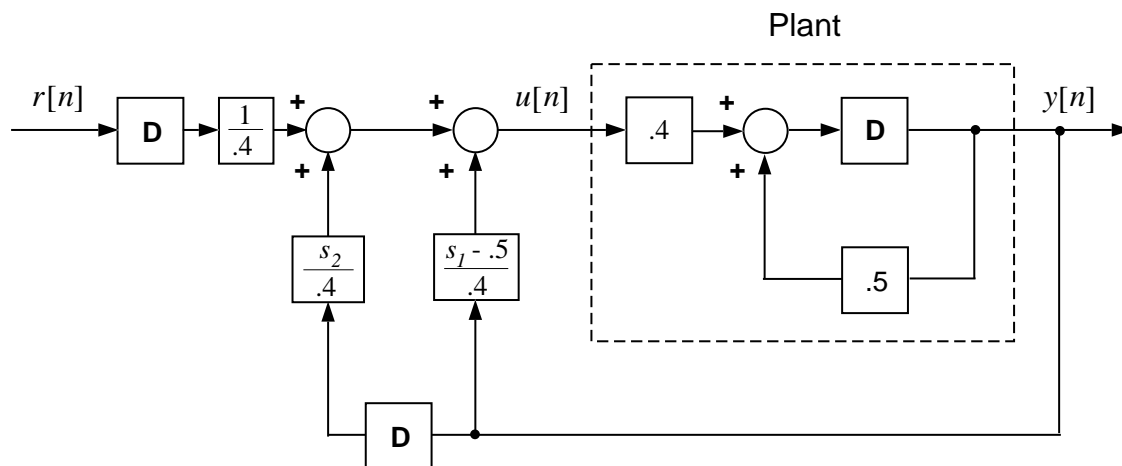 Plant
r[n]
u[n]
y[n]
D
1
.4
+
+
+
+
.4
+
+
D
s2
.4
s1 - .5
.4
.5
D